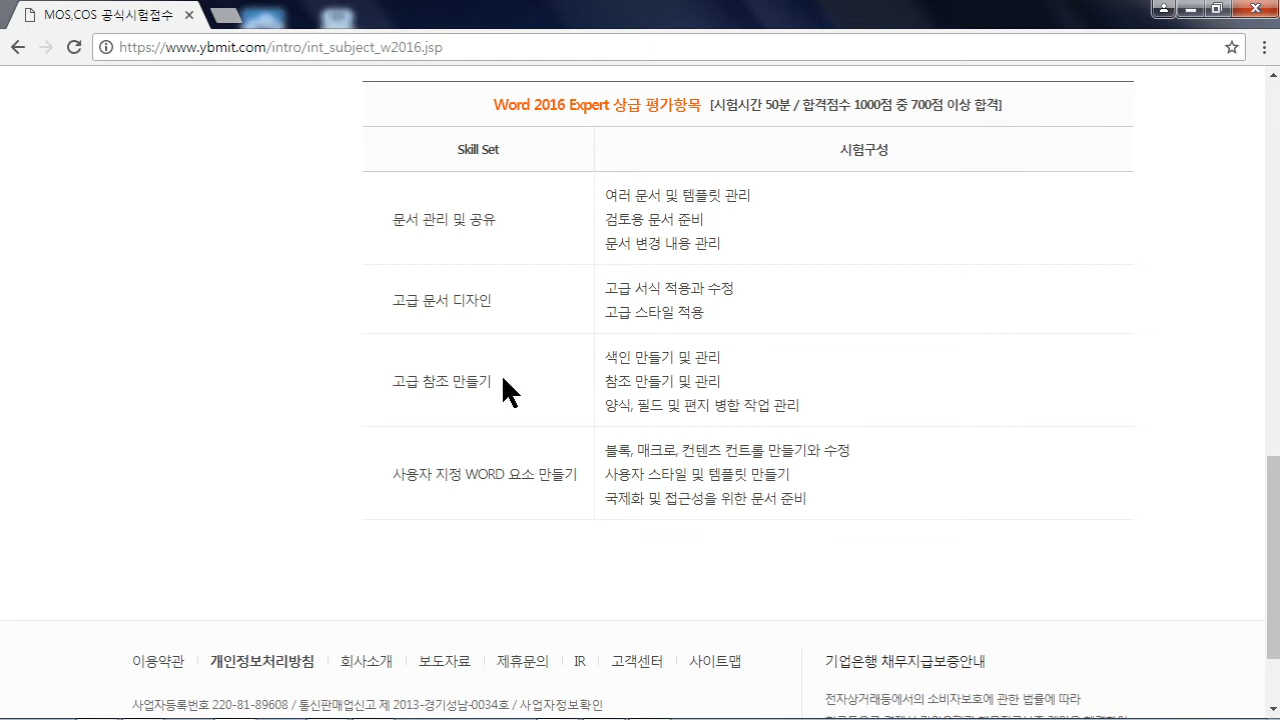 MOS,COS 공식시험접수
https://www.ybmit.com/intro/int_subject_w2016.jsp
Word 2016 Expert 상급 평가항목 [시험시간 50분 / 합격점수 1000점 중 700점 이상 합격]
Skill Set
시험구성
문서 관리 및 공유
여러 문서 및 템플릿 관리
검토용 문서 준비
문서 변경 내용 관리
고급 문서 디자인
고급 서식 적용과 수정
고급 스타일 적용
고급 참조 만들기
색인 만들기 및 관리
참조 만들기 및 관리
양식, 필드 및 편지 병합 작업 관리
사용자 지정 WORD 요소 만들기
블록, 매크로, 컨텐츠 컨트롤 만들기와 수정
사용자 스타일 및 템플릿 만들기
국제화 및 접근성을 위한 문서 준비
이용약관 개인정보처리방침 회사소개 보도자료 제휴문의 IR 고객센터 사이트맵
기업은행 채무지급보증안내
사업자등록번호 220-81-89608 / 통신판매업신고 제 2013-경기성남-0034호 / 사업자정보확인
전자상거래등에서의 소비자보호에 관한 법률에 따라